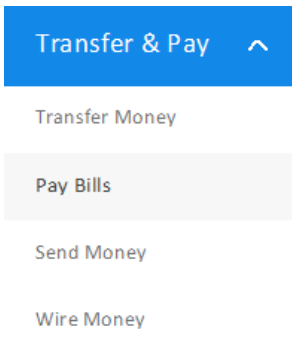 Transfer & Pay
Transfer Money
Pay Bills
Send Money
Wire Money